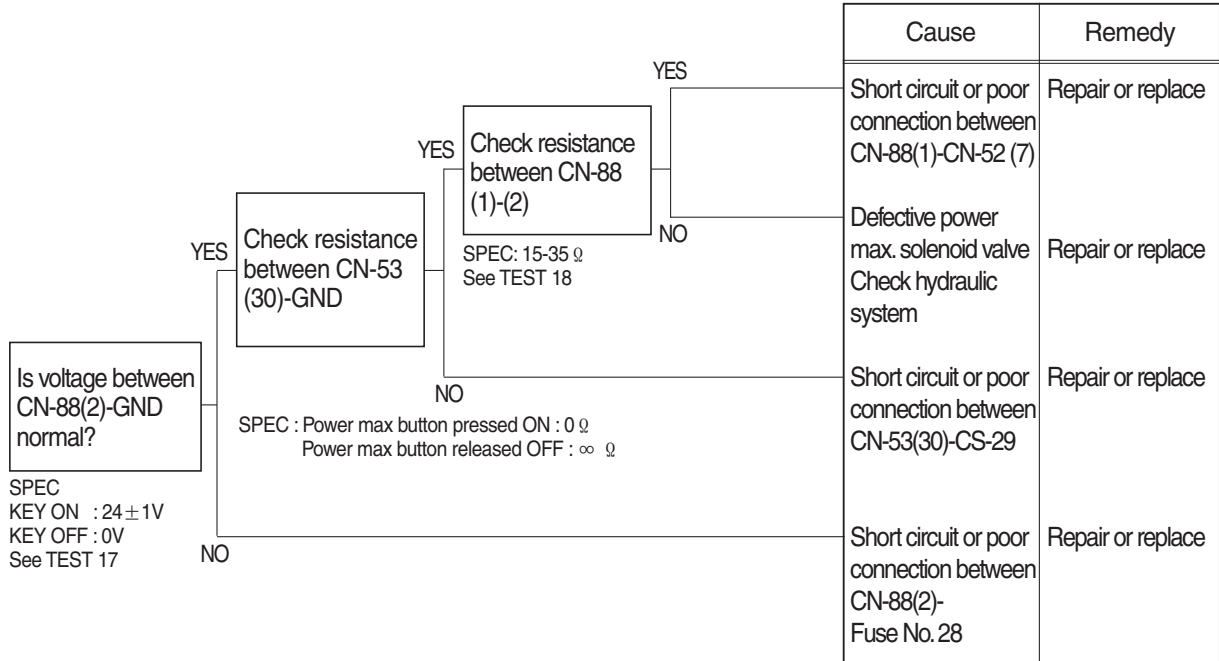 Cause
Remedy
YES
Short circuit or poor
connection between
CN-88(1)-CN-52 (7)
Repair or replace
YES
Check resistance
between CN-88
(1)-(2)
NO
SPEC: 15-35 Ω
See TEST 18
Defective power
max. solenoid valve
Check hydraulic
system
Repair or replace
YES
Check resistance
between CN-53
(30)-GND
NO
SPEC : Power max button pressed ON : 0 Ω
Power max button released OFF : ∞ Ω
Short circuit or poor
connection between
CN-53(30)-CS-29
Repair or replace
Is voltage between
CN-88(2)-GND
normal?
SPEC
KEY ON : 24±1V
KEY OFF : 0V
See TEST 17
NO
Short circuit or poor
connection between
CN-88(2)-
Fuse No. 28
Repair or replace